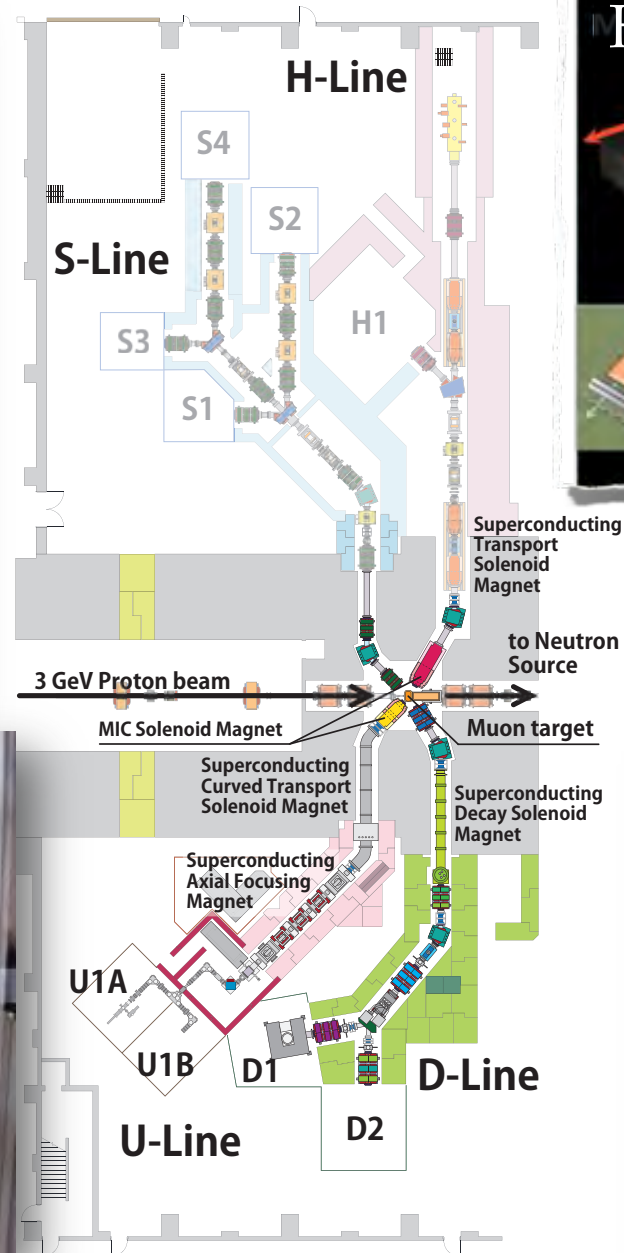 H-Line
S4
S2
S-Line
H1
S3
S1
Superconducting
Transport
Solenoid
Magnet
to Neutron
Source
3 GeV Proton beam
MIC Solenoid Magnet
Muon target
Superconducting
Curved Transport
Solenoid Magnet
Superconducting
Decay Solenoid
Magnet
Superconducting
Axial Focusing
Magnet
U1A
U1B
D1
D-Line
D2
U-Line